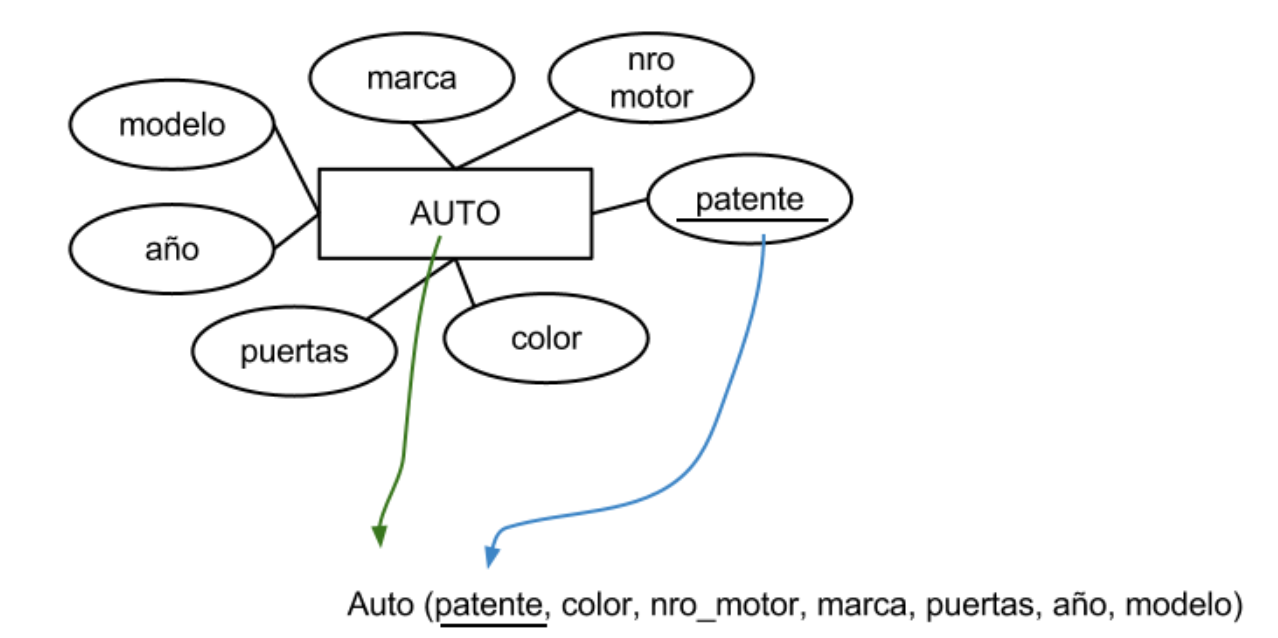 marca
nro
motor
modelo
patente
AUTO
año
color
puertas
Auto (patente, color, nro_motor, marca, puertas, año, modelo)